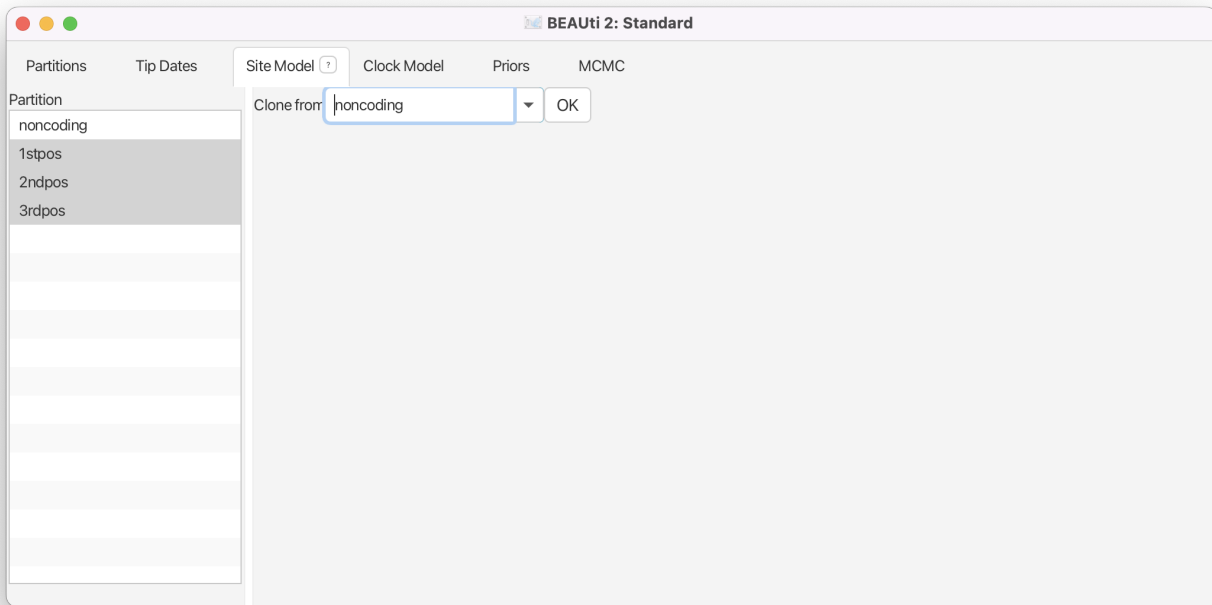 BEAUti 2: Standard
Partitions Tip Dates Site Model ? Clock Model Priors MCMC
Partition
Clone from noncoding OK
noncoding
1stpos
2ndpos
3rdpos